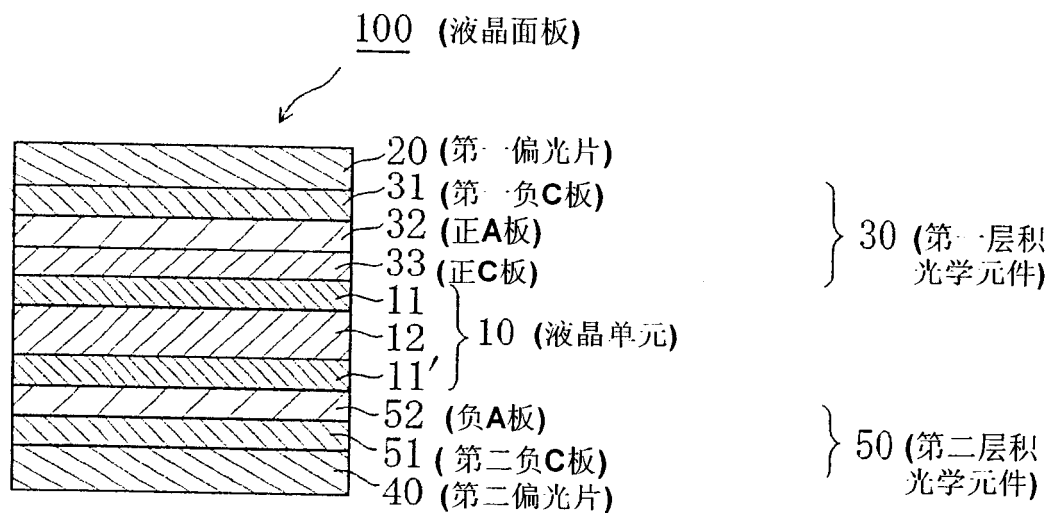 100 (液晶面板)
20 (第一偏光片)
31 (第一负C板)
32 (正A板)
33 (正C板)
30 (第一层积
光学元件)
11
12
11′
10 (液晶单元)
52 (负A板)
51 (第二负C板)
40 (第二偏光片)
50 (第二层积
光学元件)